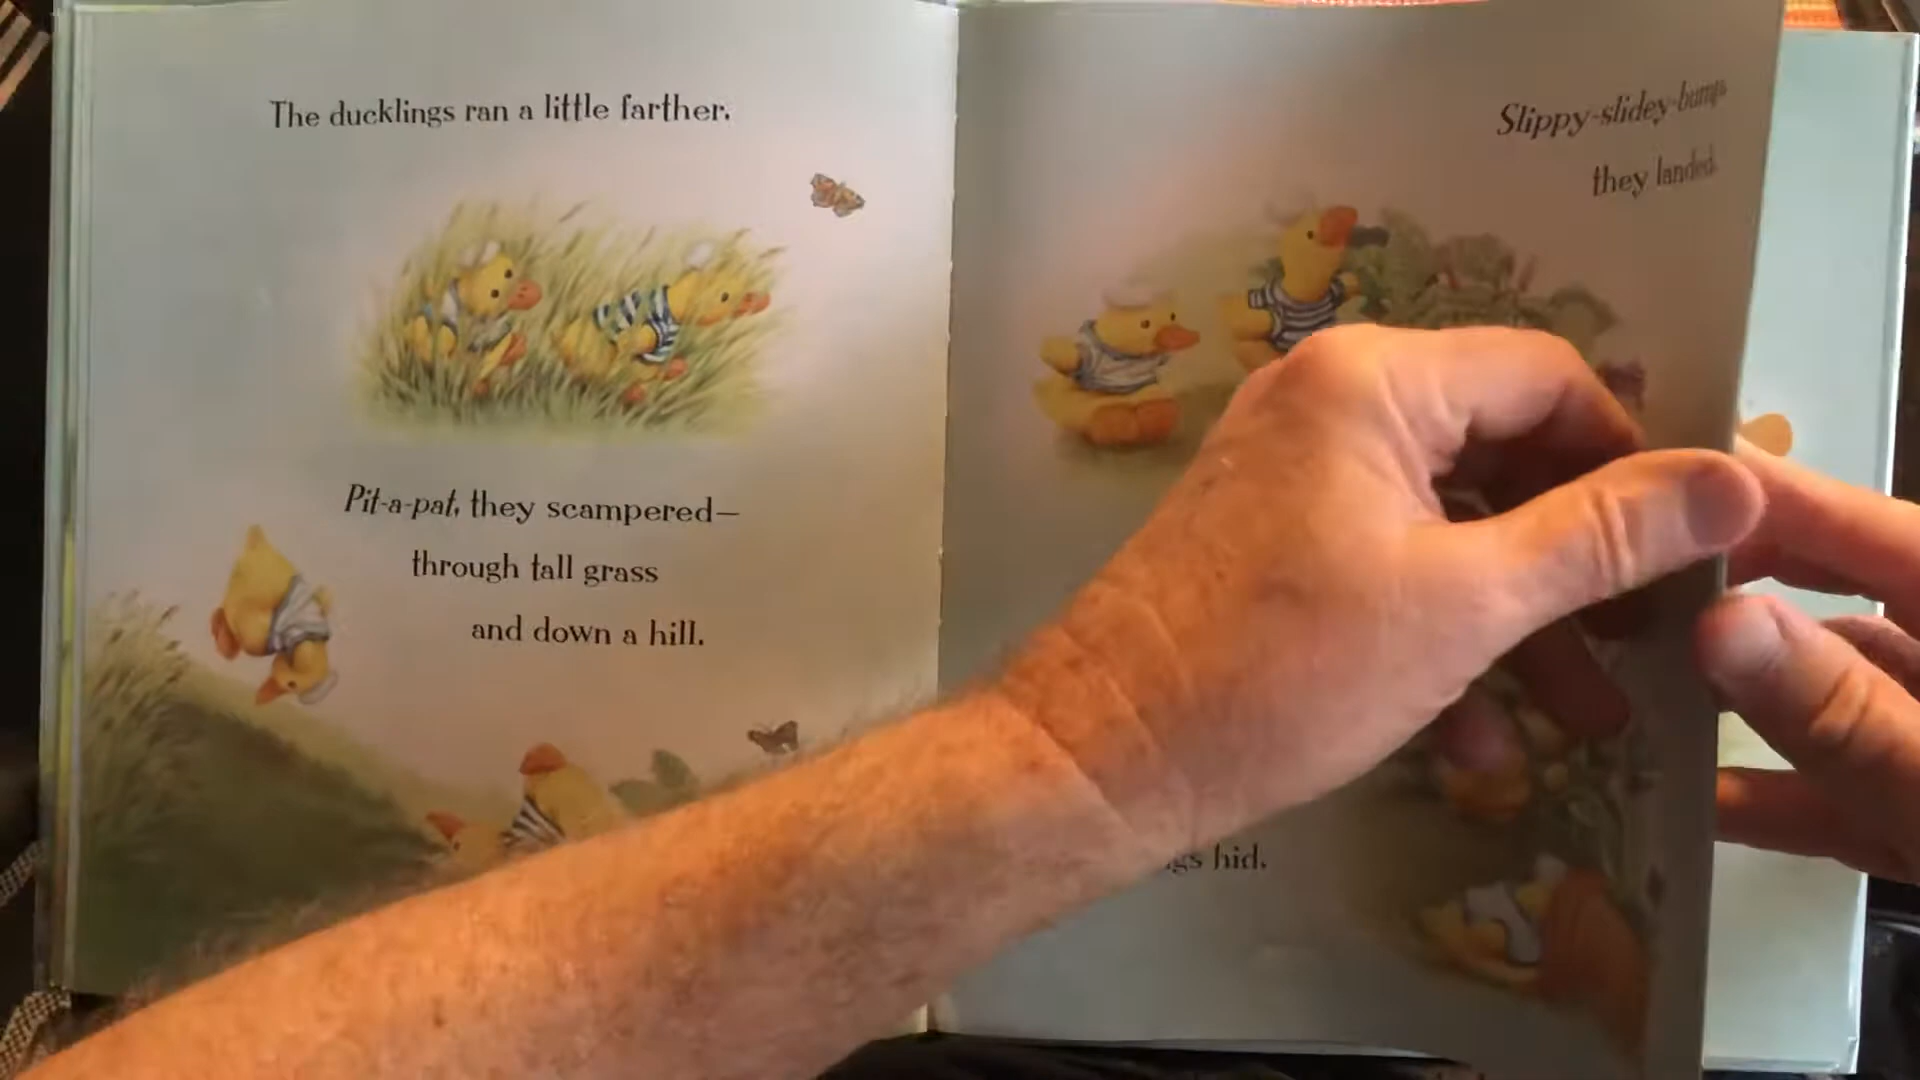 The ducklings ran a little farther.
Pit-a-pat, they scampered—
through tall grass
and down a hill.
Slippy-slidey-bump
they landed.
hid.